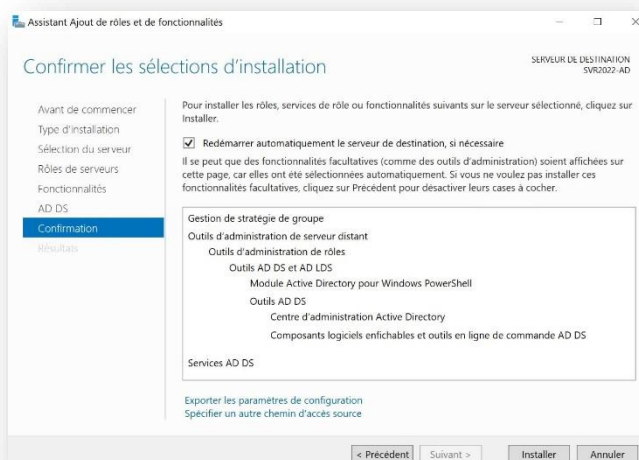 Assistant Ajout de rôles et de fonctionnalités
Confirmer les sélections d'installation
SERVEUR DE DESTINATION
SVR2022-AD
Avant de commencer
Type d'installation
Sélection du serveur
Rôles de serveurs
Fonctionnalités
AD DS
Confirmation
Résultats
Pour installer les rôles, services de rôle ou fonctionnalités suivants sur le serveur sélectionné, cliquez sur
Installer.
Redémarrer automatiquement le serveur de destination, si nécessaire
Il se peut que des fonctionnalités facultatives (comme des outils d'administration) soient affichées sur
cette page, car elles ont été sélectionnées automatiquement. Si vous ne voulez pas installer ces
fonctionnalités facultatives, cliquez sur Précédent pour désactiver leurs cases à cocher.
Gestion de stratégie de groupe
Outils d'administration de serveur distant
Outils d'administration de rôles
Outils AD DS et AD LDS
Module Active Directory pour Windows PowerShell
Outils AD DS
Centre d'administration Active Directory
Composants logiciels enfichables et outils en ligne de commande AD DS
Services AD DS
Exporter les paramètres de configuration
Spécifier un autre chemin d'accès source
< Précédent
Suivant >
Installer
Annuler